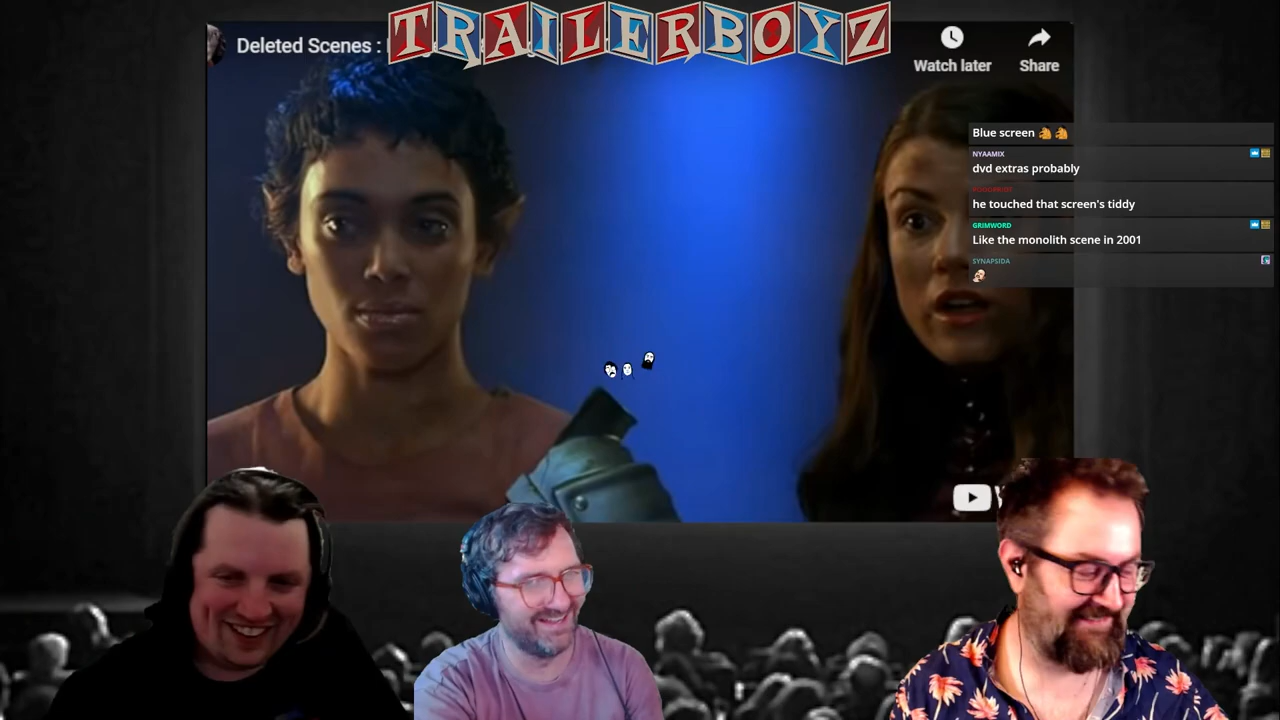 TRAILERBOYZ
Deleted Scenes :
Watch later
Share
Blue screen
NYAAMIX
dvd extras probably
he touched that screen's tiddy
GRIMWORD
Like the monolith scene in 2001
SYNAPSIDA